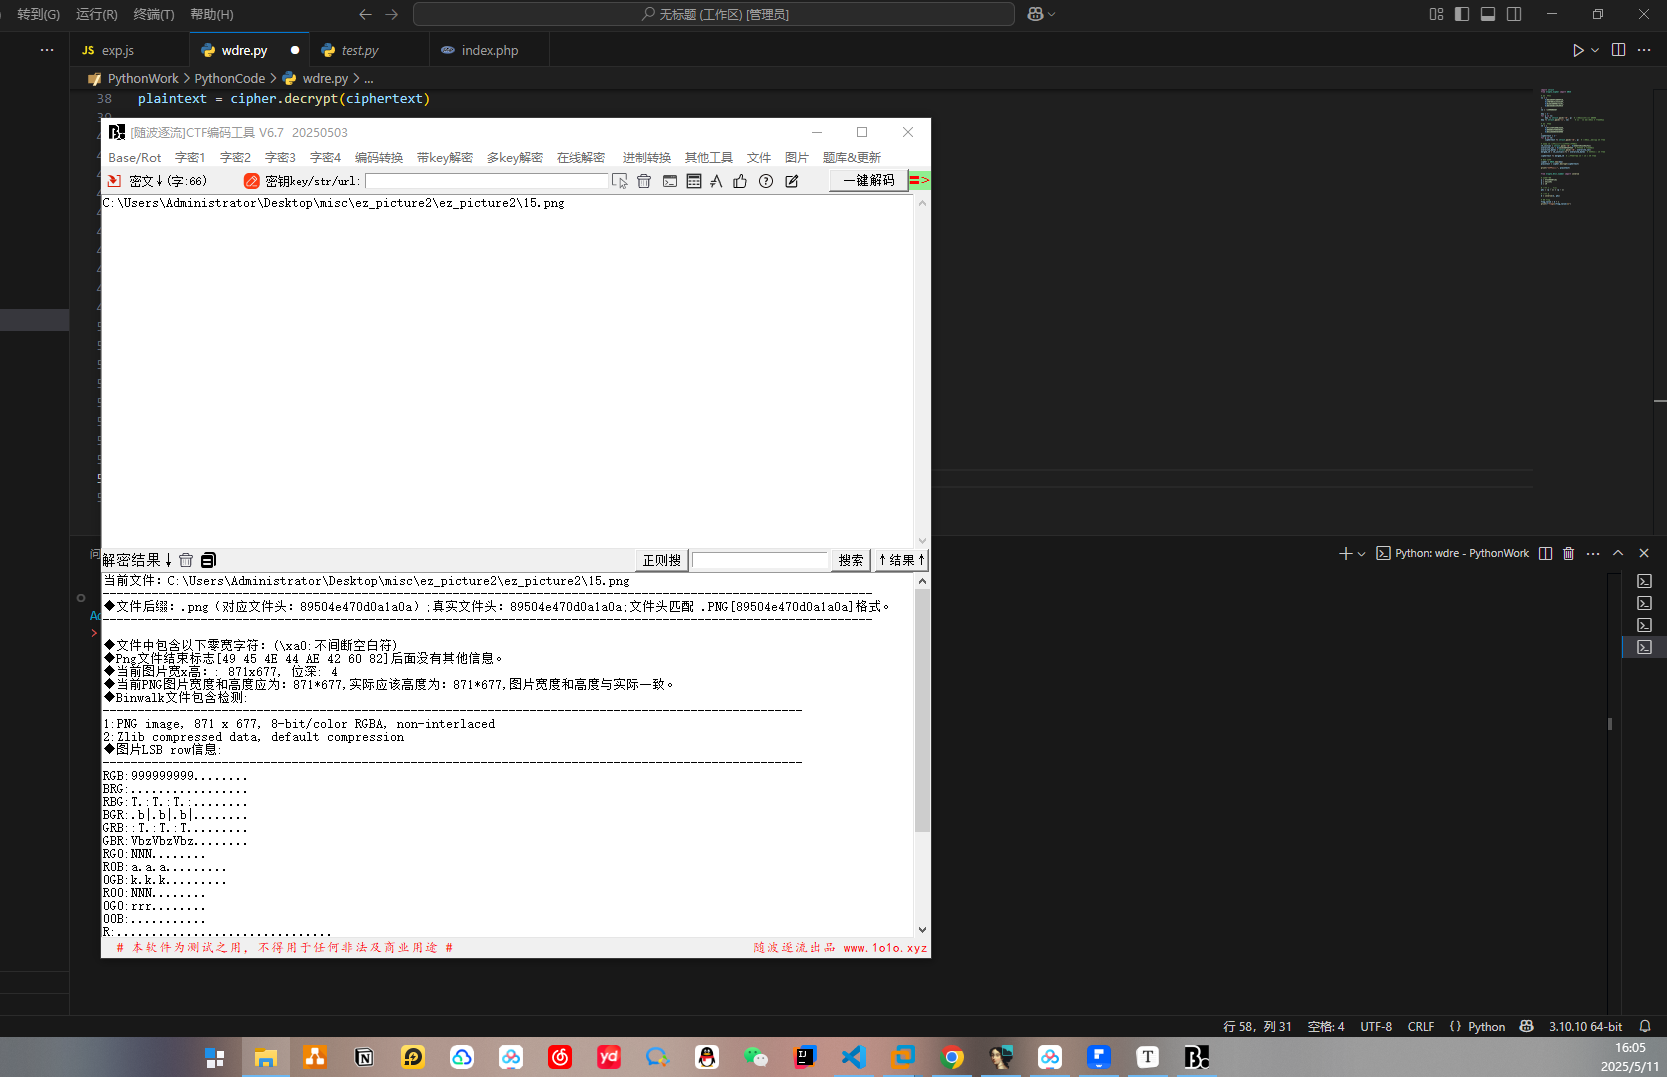 转到(G) 运行(R) 终端(T) 帮助(H)
无标题 (工作区) [管理员]
JS exp.js
wdre.py
test.py
index.php
PythonWork > PythonCode > wdre.py > ...
38 plaintext = cipher.decrypt(ciphertext)
[随波逐流]CTF编码工具 V6.7 20250503
Base/Rot 字密1 字密2 字密3 字密4 编码转换 带key解密 多key解密 在线解密 进制转换 其他工具 文件 图片 题库&更新
密文↓(字:66) 密钥key/str/url: 一键解码 =>
C:\Users\Administrator\Desktop\misc\ez_picture2\ez_picture2\15.png
解密结果↓ 正则搜 搜索 ↑结果↑
当前文件: C:\Users\Administrator\Desktop\misc\ez_picture2\ez_picture2\15.png
◆文件后缀: .png (对应文件头: 89504e470d0a1a0a) ;真实文件头: 89504e470d0a1a0a;文件头匹配 .PNG[89504e470d0a1a0a]格式。
◆文件中包含以下零宽字符: (\xa0:不间断空白符)
◆Png文件结束标志[49 45 4E 44 AE 42 60 82]后面没有其他信息。
◆当前图片宽x高: : 871x677, 位深: 4
◆当前PNG图片宽度和高度应为: 871*677,实际应该高度为: 871*677,图片宽度和高度与实际一致。
◆Binwalk文件包含检测:
1:PNG image, 871 x 677, 8-bit/color RGBA, non-interlaced
2:Zlib compressed data, default compression
◆图片LSB row信息:
RGB:999999999........
BRG:.................
RBG:T.:T.:T.:........
BGR:.b|.b|.b|........
GRB::T.:T.:T.........
GBR:VbzVbzVbz........
RG0:NNN........
R0B:a.a.a.........
0GB:k.k.k.........
R00:NNN........
0G0:rrr........
00B:...........
R:.............................
# 本软件为测试之用, 不得用于任何非法及商业用途 #
随波逐流出品 www.1o1o.xyz
Python: wdre - PythonWork
行 58, 列 31 空格: 4 UTF-8 CRLF {} Python 3.10.10 64-bit
16:05
2025/5/11